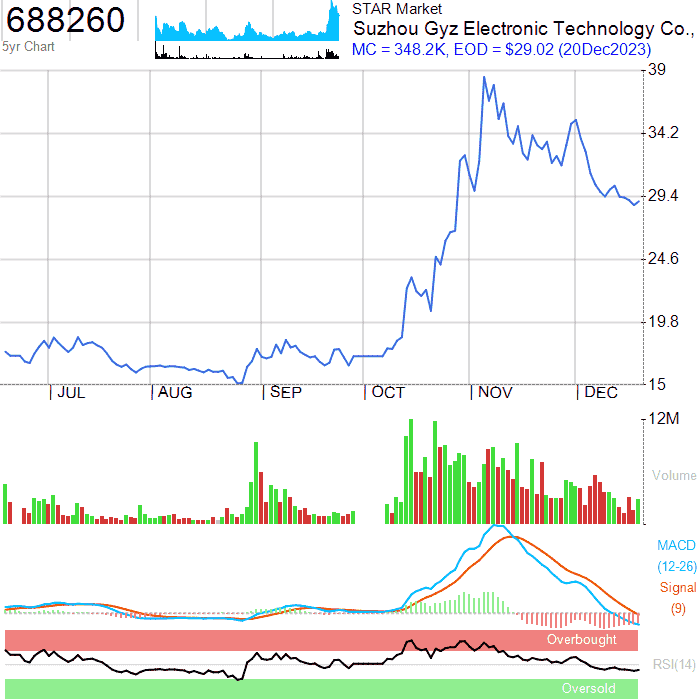 688260
5yr Chart
STAR Market
Suzhou Gyz Electronic Technology Co.,
MC = 348.2K, EOD = $29.02 (20Dec2023)
39
34.2
29.4
24.6
19.8
15
JUL AUG SEP OCT NOV DEC
12M
Volume
MACD
(12-26)
Signal
(9)
Overbought
RSI(14)
Oversold